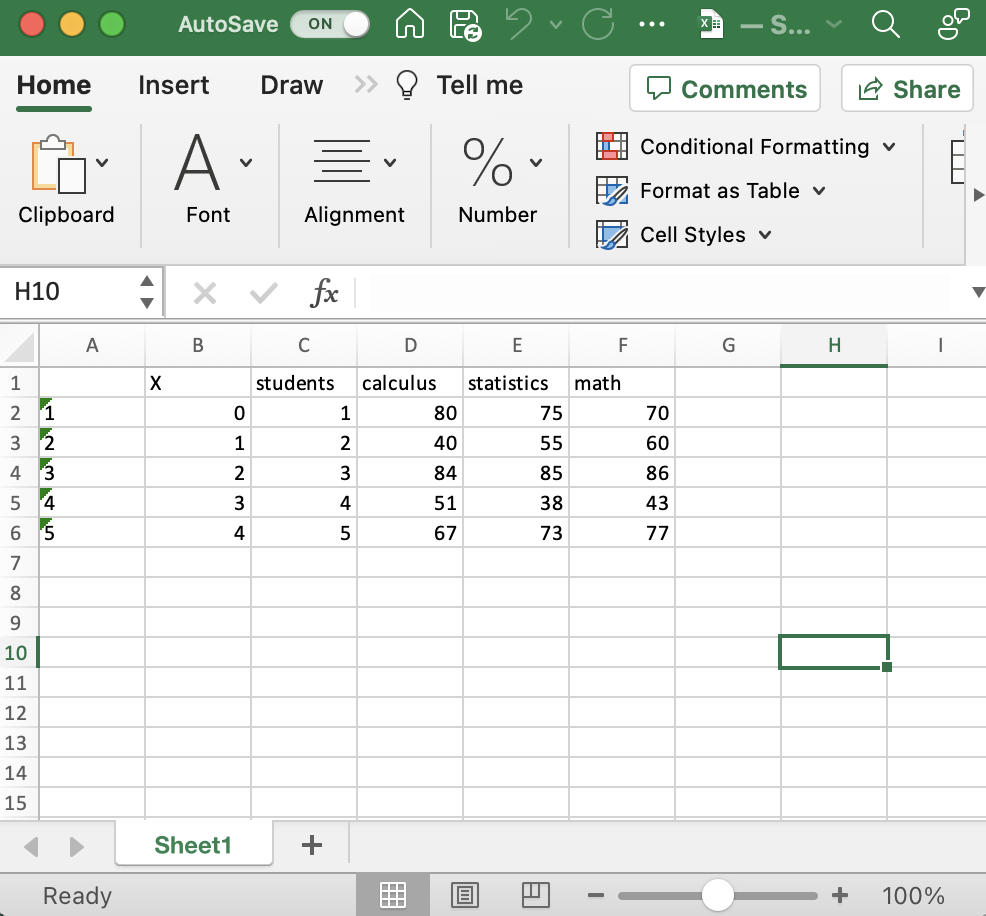 AutoSave ON — S...
Home Insert Draw Tell me Comments Share
Clipboard Font Alignment Number
Conditional Formatting
Format as Table
Cell Styles
H10 fx
A B C D E F G H I
1 X students calculus statistics math
2 1 0 1 80 75 70
3 2 1 2 40 55 60
4 3 2 3 84 85 86
5 4 3 4 51 38 43
6 5 4 5 67 73 77
7
8
9
10
11
12
13
14
15
Sheet1 +
Ready 100%